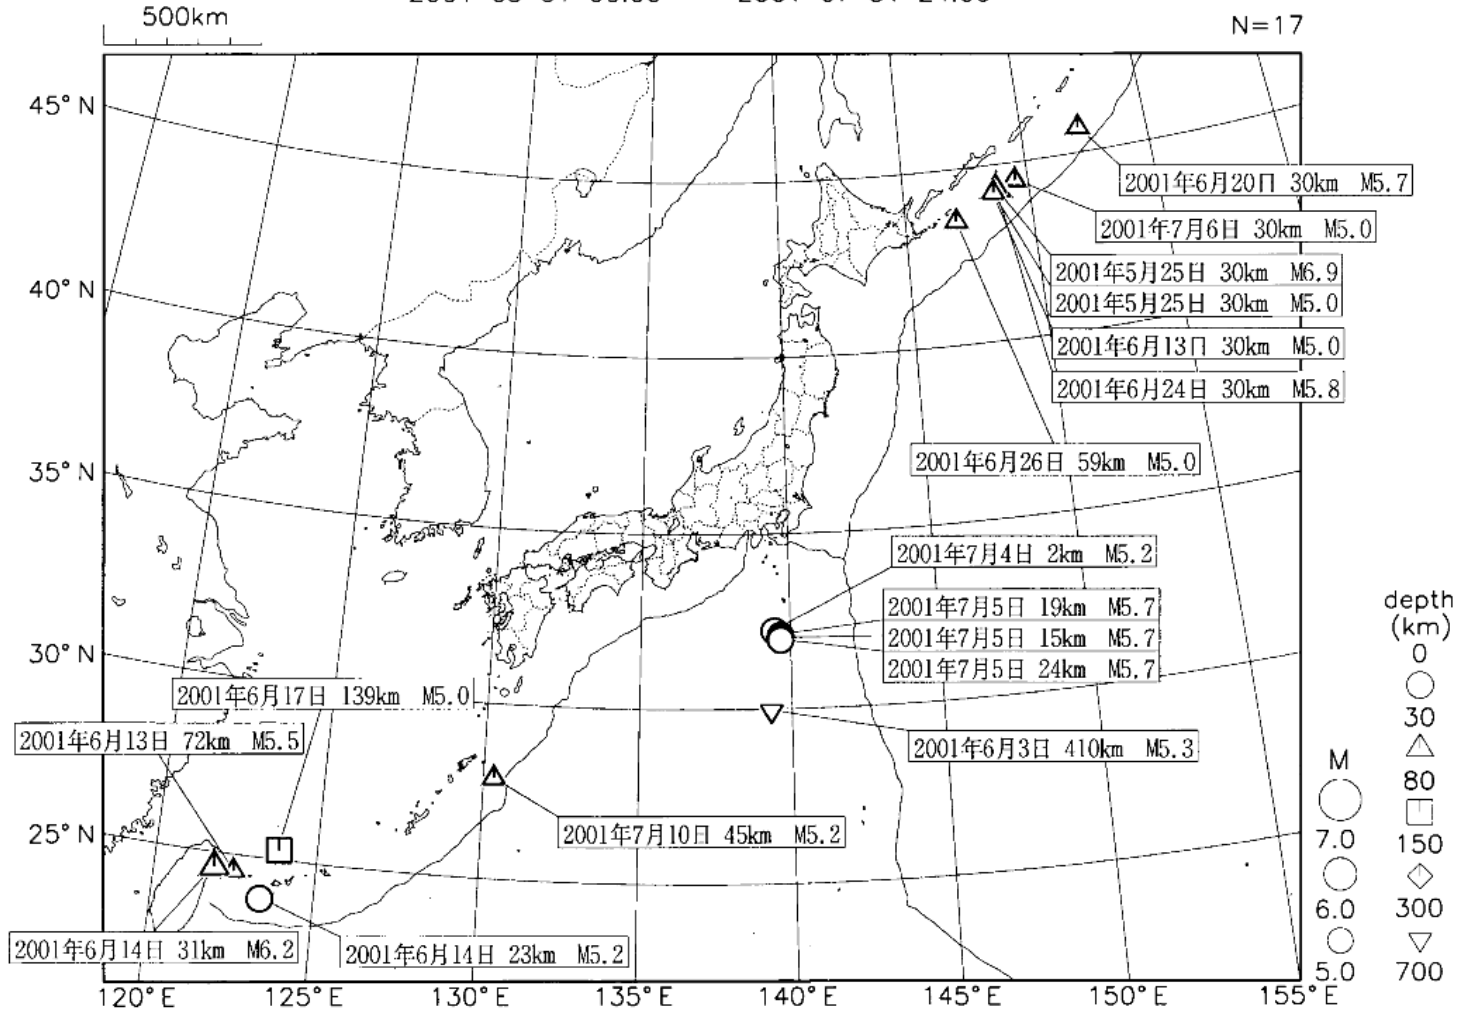 500km
N=17
45°N
40°N
35°N
30°N
25°N
2001年6月20日 30km M5.7
2001年7月6日 30km M5.0
2001年5月25日 30km M6.9
2001年5月25日 30km M5.0
2001年6月13日 30km M5.0
2001年6月24日 30km M5.8
2001年6月26日 59km M5.0
2001年7月4日 2km M5.2
2001年7月5日 19km M5.7
2001年7月5日 15km M5.7
2001年7月5日 24km M5.7
2001年6月3日 410km M5.3
2001年6月17日 139km M5.0
2001年6月13日 72km M5.5
2001年7月10日 45km M5.2
2001年6月14日 31km M6.2
2001年6月14日 23km M5.2
120°E
125°E
130°E
135°E
140°E
145°E
150°E
155°E
M
7.0
6.0
5.0
depth
(km)
0
30
80
150
300
700